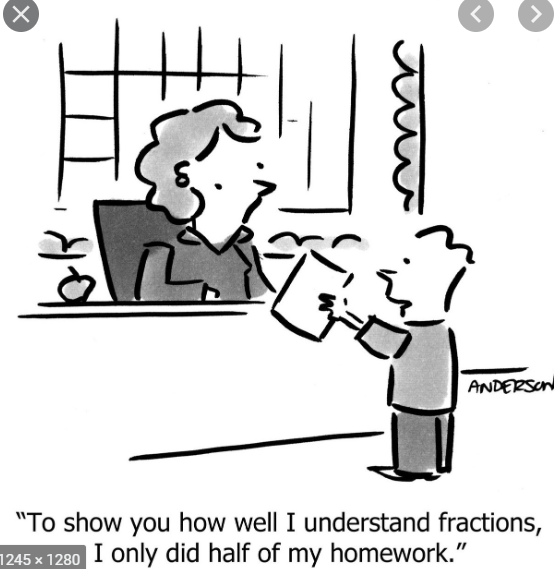 ANDERSON
“To show you how well I understand fractions,
I only did half of my homework.”
1245 × 1280